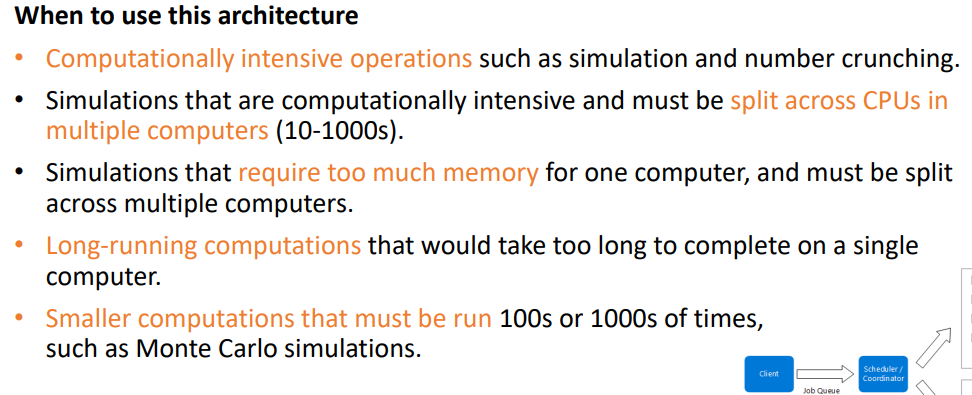 When to use this architecture
• Computationally intensive operations such as simulation and number crunching.
• Simulations that are computationally intensive and must be split across CPUs in
multiple computers (10-1000s).
• Simulations that require too much memory for one computer, and must be split
across multiple computers.
• Long-running computations that would take too long to complete on a single
computer.
• Smaller computations that must be run 100s or 1000s of times,
such as Monte Carlo simulations.
Client
Job Queue
Scheduler /
Coordinator